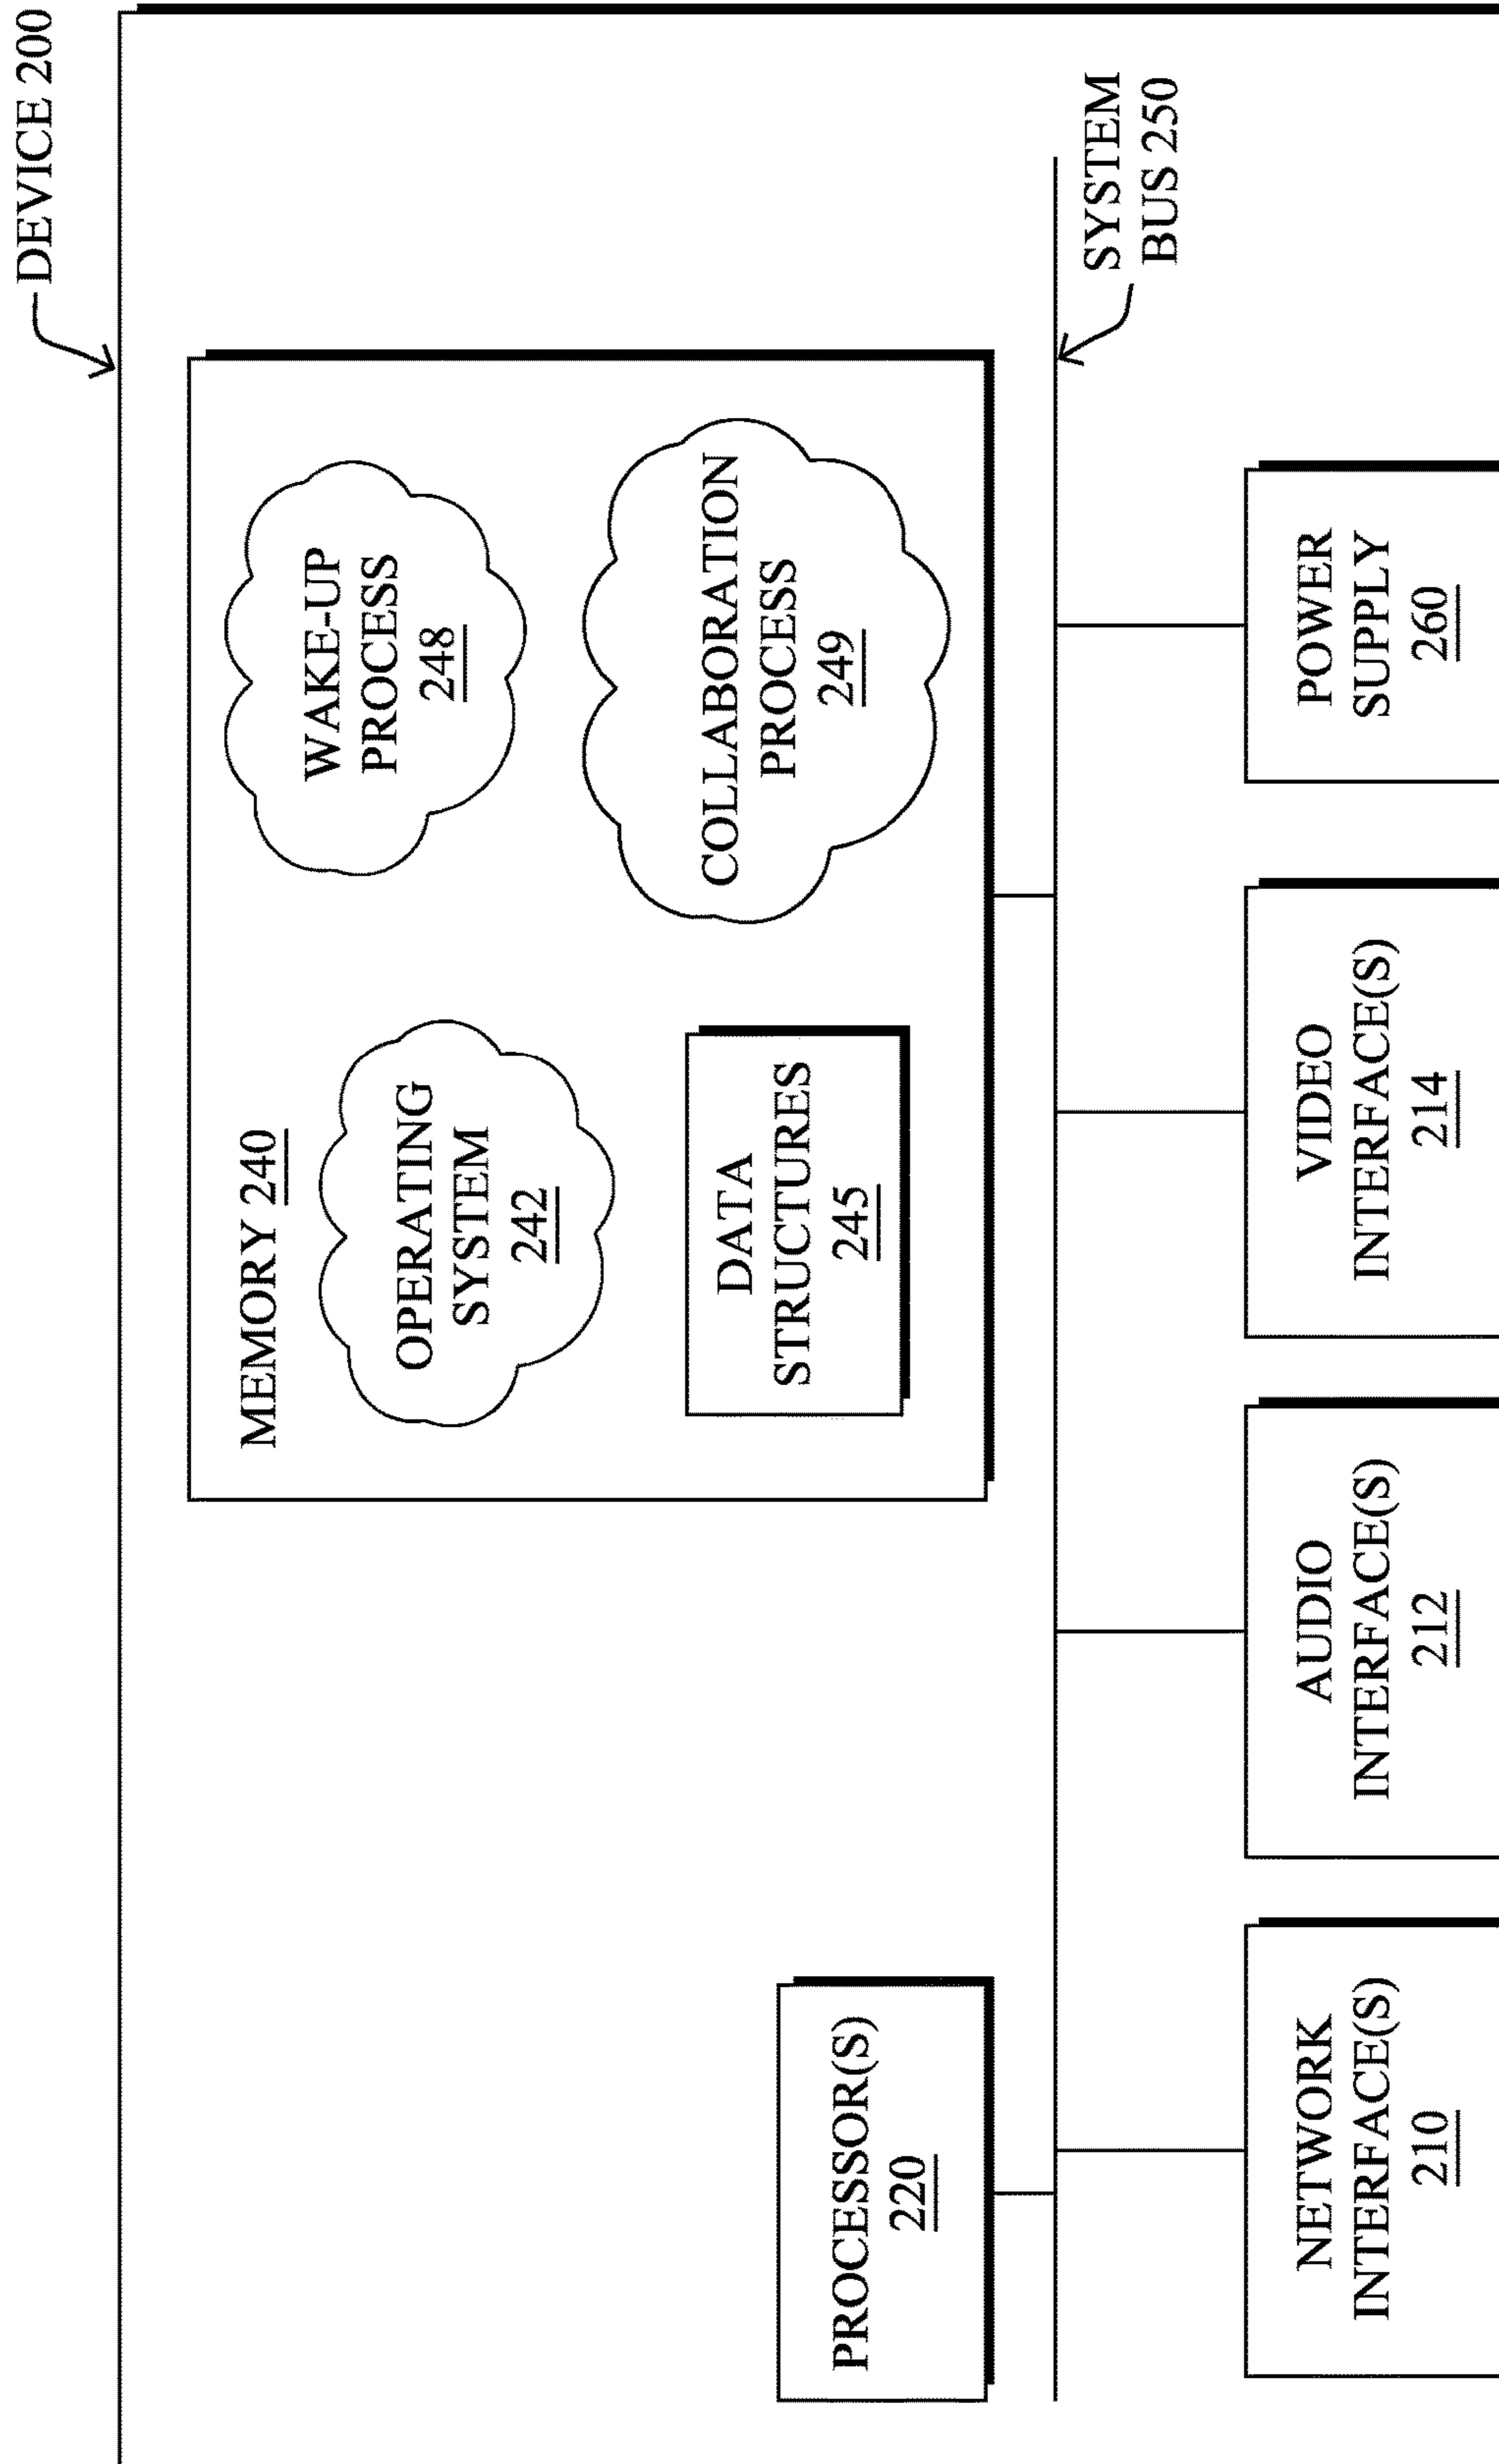 DEVICE 200
MEMORY 240
OPERATING
SYSTEM
242
WAKE-UP
PROCESS
248
DATA
STRUCTURES
245
COLLABORATION
PROCESS
249
PROCESSOR(S)
220
SYSTEM
BUS 250
NETWORK
INTERFACE(S)
210
AUDIO
INTERFACE(S)
212
VIDEO
INTERFACE(S)
214
POWER
SUPPLY
260